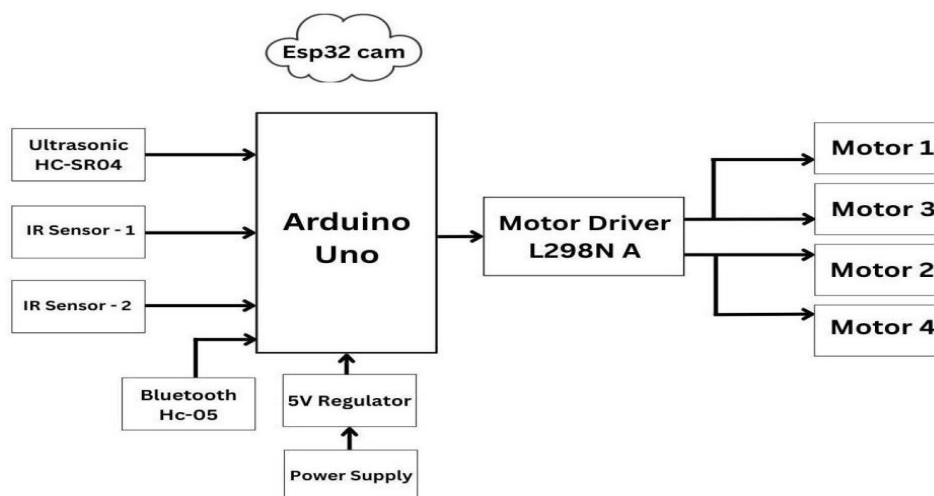 Esp32 cam
Ultrasonic
HC-SR04
IR Sensor - 1
IR Sensor - 2
Bluetooth
Hc-05
Arduino
Uno
5V Regulator
Power Supply
Motor Driver
L298N A
Motor 1
Motor 3
Motor 2
Motor 4